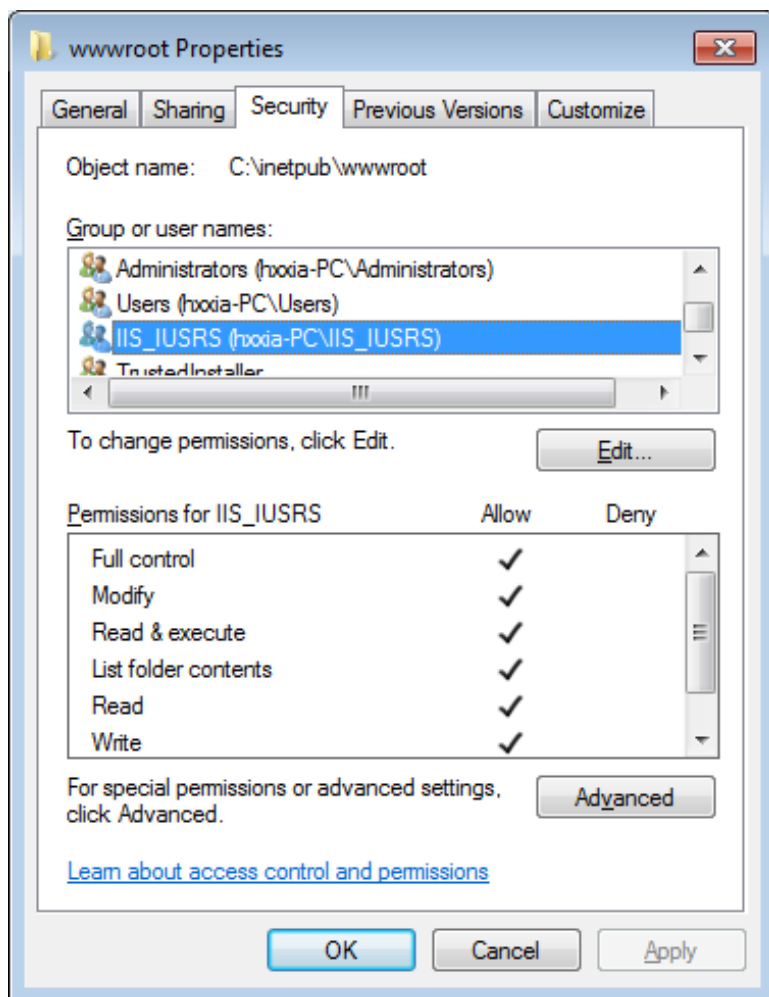 wwwroot Properties
General Sharing Security Previous Versions Customize
Object name: C:\inetpub\wwwroot
Group or user names:
Administrators (hxxia-PC\Administrators)
Users (hxxia-PC\Users)
IIS_IUSRS (hxxia-PC\IIS_IUSRS)
TrustedInstaller
To change permissions, click Edit.
Edit...
Permissions for IIS_IUSRS Allow Deny
Full control
Modify
Read & execute
List folder contents
Read
Write
For special permissions or advanced settings,
click Advanced.
Advanced
Learn about access control and permissions
OK Cancel Apply